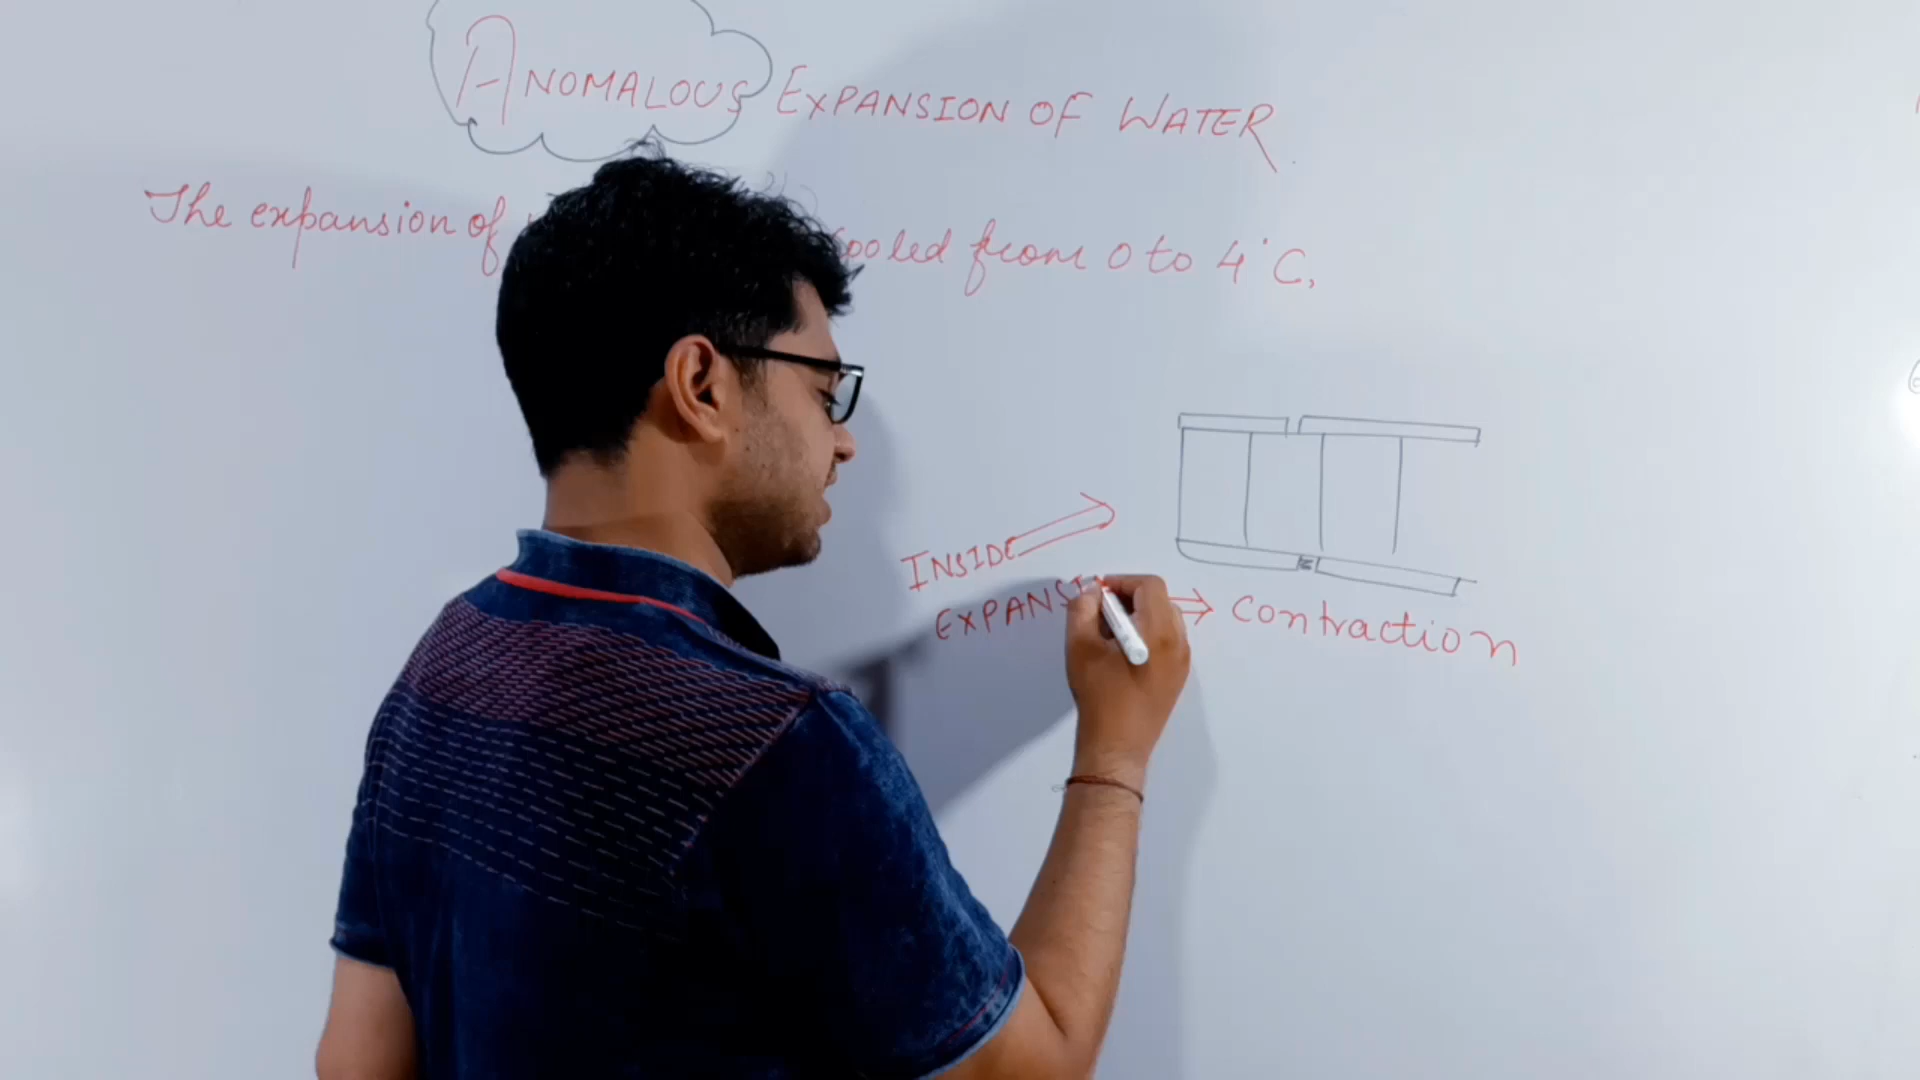 ANOMALOUS EXPANSION OF WATER.
The expansion of cooled from 0 to 4°C,
INSIDE
EXPANSI
⇒ Contraction